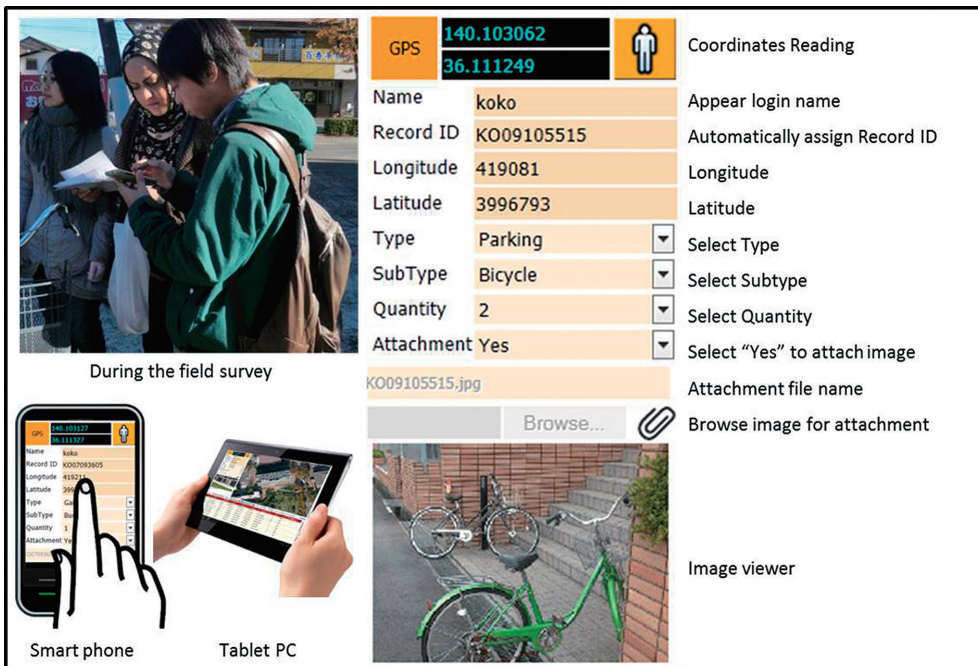 GPS
140.103062
36.111249
Coordinates Reading
Name koko Appear login name
Record ID KO09105515 Automatically assign Record ID
Longitude 419081 Longitude
Latitude 3996793 Latitude
Type Parking Select Type
SubType Bicycle Select Subtype
Quantity 2 Select Quantity
Attachment Yes Select “Yes” to attach image
KO09105515.jpg Attachment file name
Browse... Browse image for attachment
Image viewer
During the field survey
GPS
140.103127
36.111327
Name koko
Record ID KO07093605
Longitude
Latitude
Type
SubType
Quantity 1
Attachment
Smart phone
Tablet PC